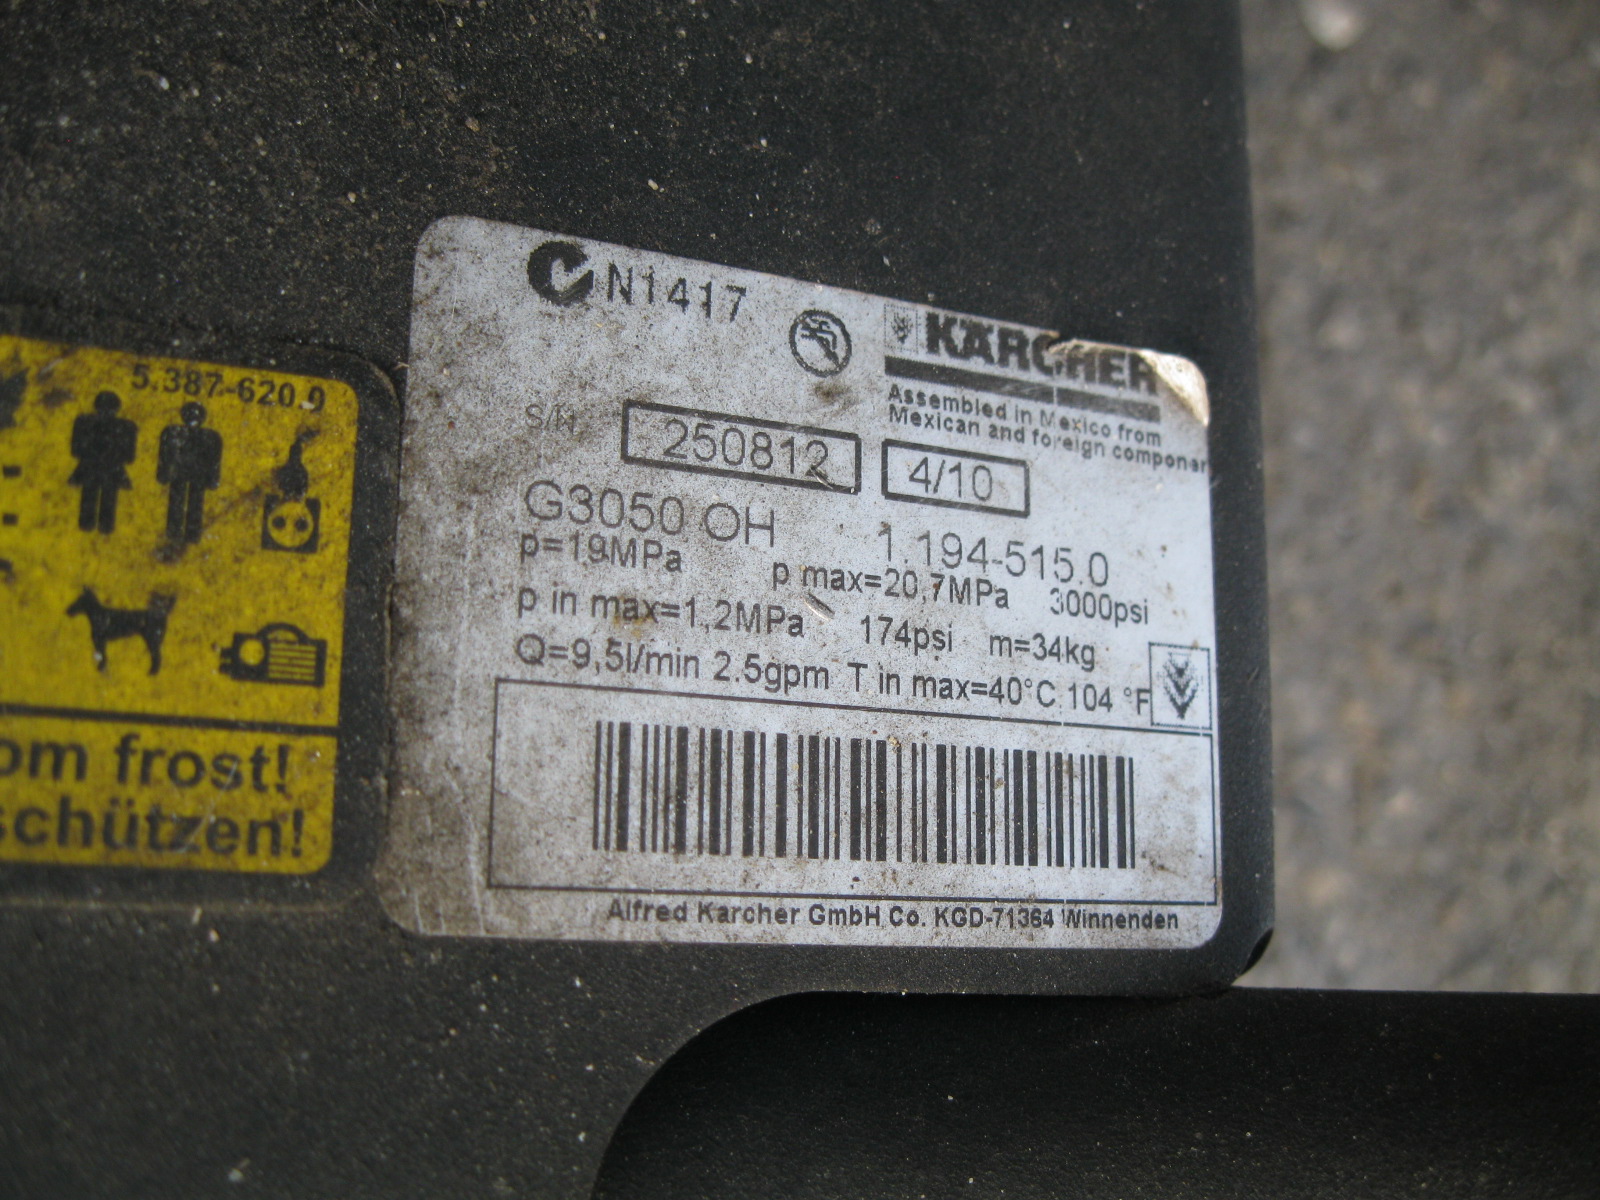 N1417
KÄRCHER
Assembled in Mexico from
Mexican and foreign componen
S/N
250812
4/10
G3050 OH 1.194-515.0
p=19MPa p max=20,7MPa 3000psi
p in max=1,2MPa 174psi m=34kg
Q=9,5l/min 2.5gpm T in max=40°C 104 °F
Alfred Karcher GmbH Co. KGD-71364 Winnenden
5.387-620.9
om frost!
schützen!